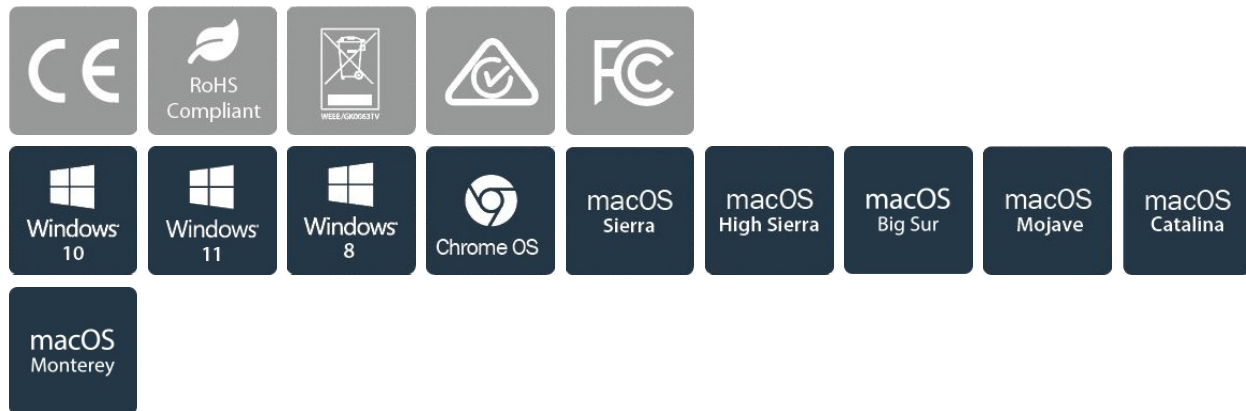 CE
RoHS
Compliant
WEEE/GK0063TV
FC
Windows
10
Windows
11
Windows
8
Chrome OS
macOS
Sierra
macOS
High Sierra
macOS
Big Sur
macOS
Mojave
macOS
Catalina
macOS
Monterey